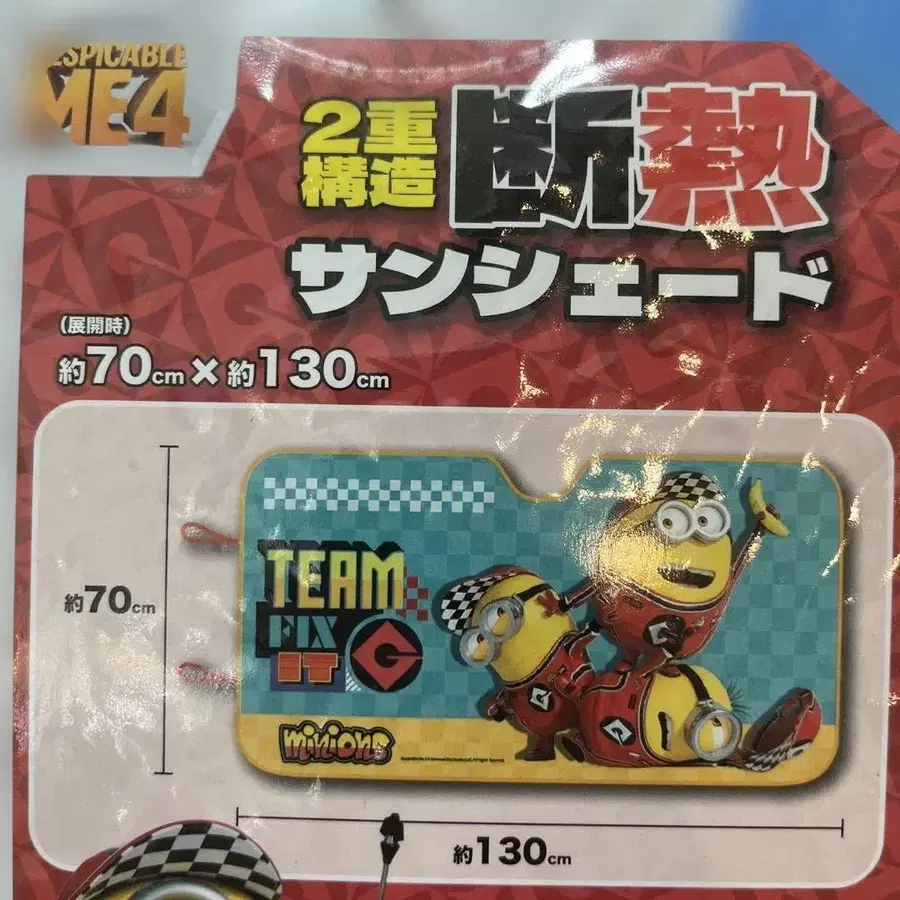 ESPICABLE
ME4
2重
構造
断熱
サンシェード
(展開時)
約70cm×約130cm
約70cm
TEAM
FIX
IT
G
minions
約130cm